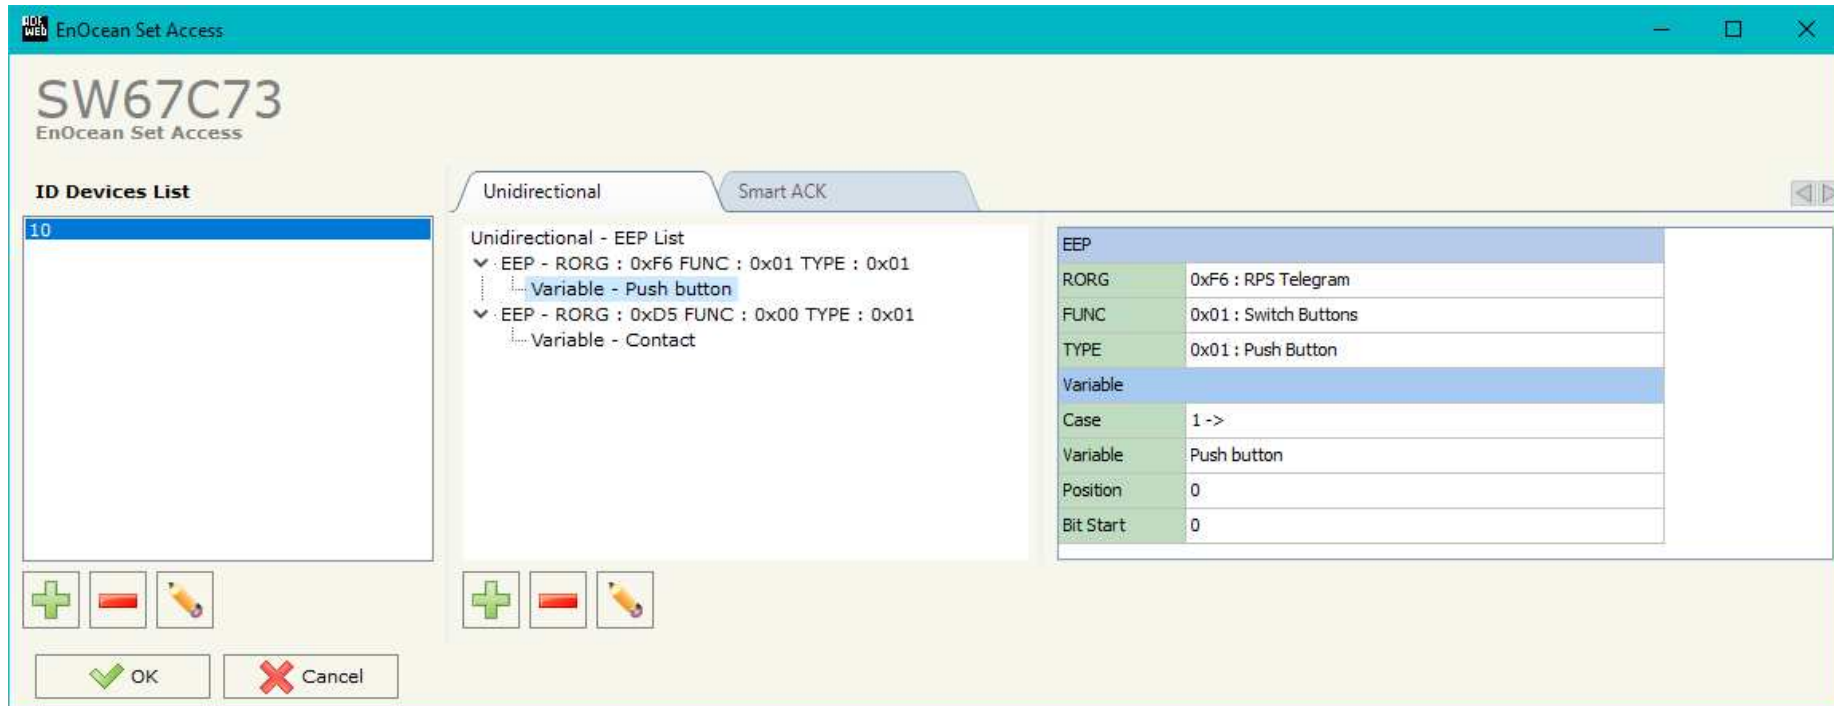 ADF
WEB EnOcean Set Access
SW67C73
EnOcean Set Access
ID Devices List
10
OK
Cancel
Unidirectional
Smart ACK
Unidirectional - EEP List
EEP - RORG : 0xF6 FUNC : 0x01 TYPE : 0x01
Variable - Push button
EEP - RORG : 0xD5 FUNC : 0x00 TYPE : 0x01
Variable - Contact
EEP
RORG 0xF6 : RPS Telegram
FUNC 0x01 : Switch Buttons
TYPE 0x01 : Push Button
Variable
Case 1 ->
Variable Push button
Position 0
Bit Start 0